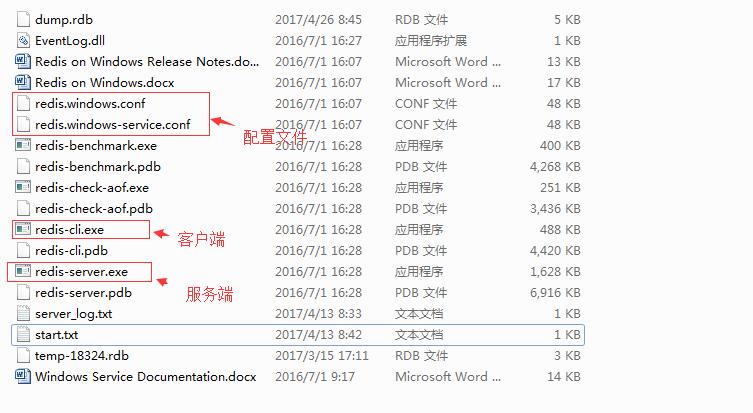 dump.rdb 2017/4/26 8:45 RDB 文件 5 KB
EventLog.dll 2016/7/1 16:27 应用程序扩展 1 KB
Redis on Windows Release Notes.do... 2016/7/1 16:07 Microsoft Word ... 13 KB
Redis on Windows.docx 2016/7/1 16:07 Microsoft Word ... 17 KB
redis.windows.conf 2016/7/1 16:07 CONF 文件 48 KB
redis.windows-service.conf 2016/7/1 16:07 CONF 文件 48 KB
配置文件
redis-benchmark.exe 2016/7/1 16:28 应用程序 400 KB
redis-benchmark.pdb 2016/7/1 16:28 PDB 文件 4,268 KB
redis-check-aof.exe 2016/7/1 16:28 应用程序 251 KB
redis-check-aof.pdb 2016/7/1 16:28 PDB 文件 3,436 KB
redis-cli.exe 2016/7/1 16:28 应用程序 488 KB
客户端
redis-cli.pdb 2016/7/1 16:28 PDB 文件 4,420 KB
redis-server.exe 2016/7/1 16:28 应用程序 1,628 KB
服务端
redis-server.pdb 2016/7/1 16:28 PDB 文件 6,916 KB
server_log.txt 2017/4/13 8:33 文本文档 1 KB
start.txt 2017/4/13 8:42 文本文档 1 KB
temp-18324.rdb 2017/3/15 17:11 RDB 文件 3 KB
Windows Service Documentation.docx 2016/7/1 9:17 Microsoft Word ... 14 KB